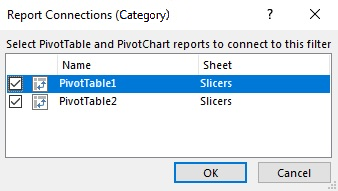 Report Connections (Category)
Select PivotTable and PivotChart reports to connect to this filter
Name Sheet
PivotTable1 Slicers
PivotTable2 Slicers
OK Cancel